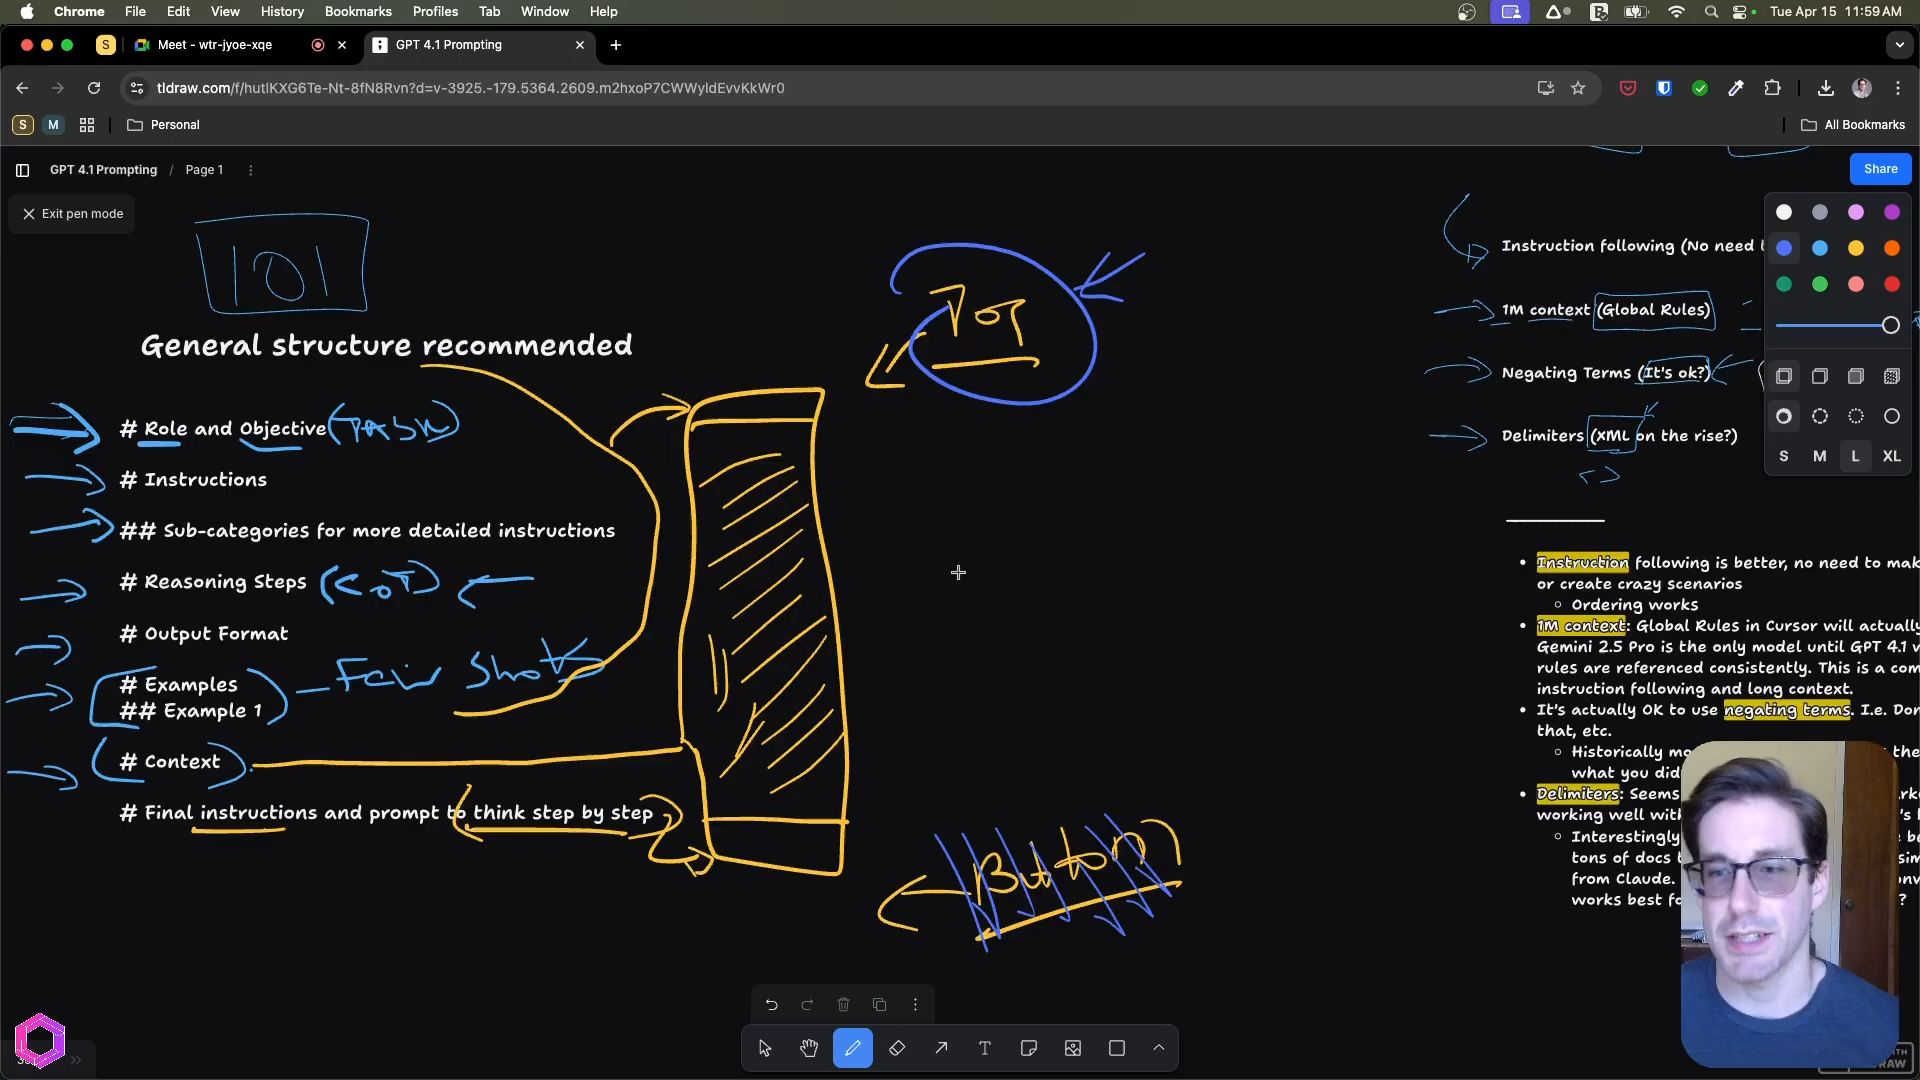 Chrome File Edit View History Bookmarks Profiles Tab Window Help
Tue Apr 15 11:59 AM
S Meet - wtr-jyoe-xqe
GPT 4.1 Prompting
tldraw.com/f/hutlKXG6Te-Nt-8fN8Rvn?d=v-3925.-179.5364.2609.m2hxoP7CWWyldEvvKkWr0
S M Personal
All Bookmarks
GPT 4.1 Prompting / Page 1
Share
Exit pen mode
101
General structure recommended
# Role and Objective (TASK)
# Instructions
## Sub-categories for more detailed instructions
# Reasoning Steps (COT)
# Output Format
# Examples
## Example 1
Few Shots
# Context
# Final instructions and prompt to think step by step
Top
Button
Instruction following (No need
1M context (Global Rules)
Negating Terms (It's ok?)
Delimiters (XML on the rise?)
< >
S M L XL
Instruction following is better, no need to mak
or create crazy scenarios
Ordering works
1M context: Global Rules in Cursor will actually
Gemini 2.5 Pro is the only model until GPT 4.1
rules are referenced consistently. This is a com
instruction following and long context.
It's actually OK to use negating terms. I.e. Don
that, etc.
Historically mo
what you did
Delimiters: Seems
working well with
Interestingly
tons of docs
from Claude.
works best fo